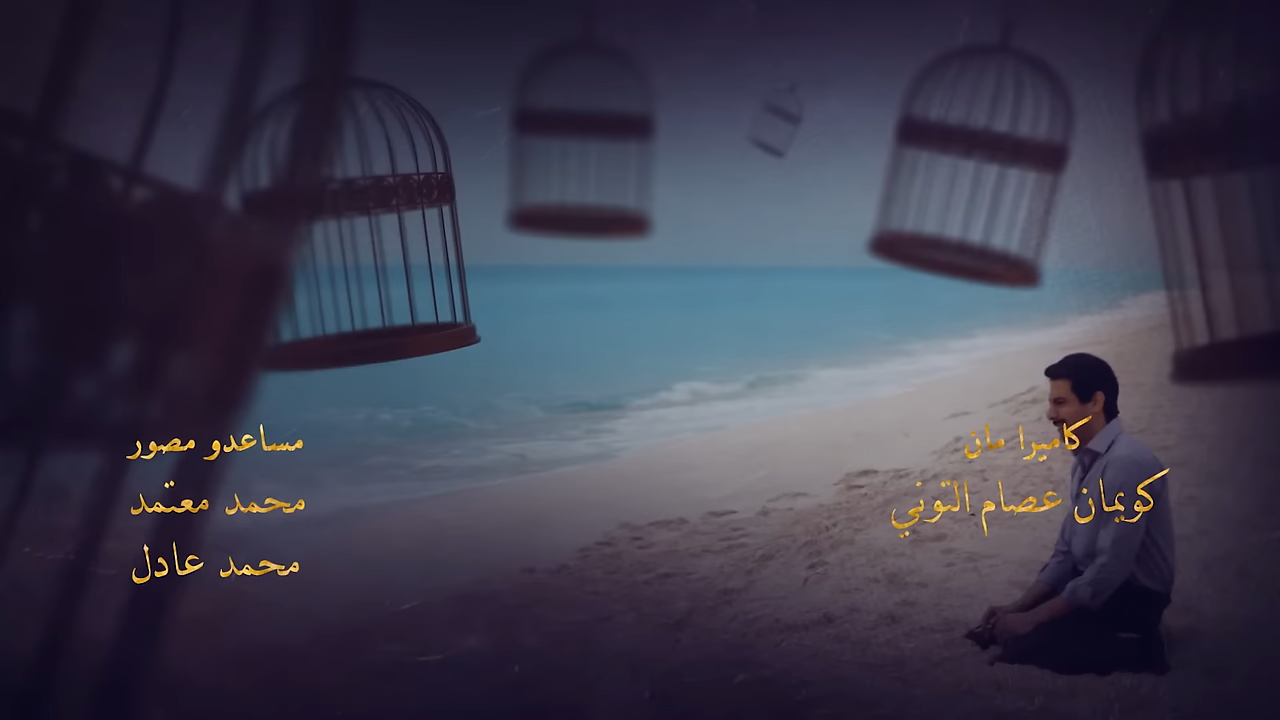 كاميرا مان
كويمان عصام التوني
مساعدو مصور
محمد معتمد
محمد عادل